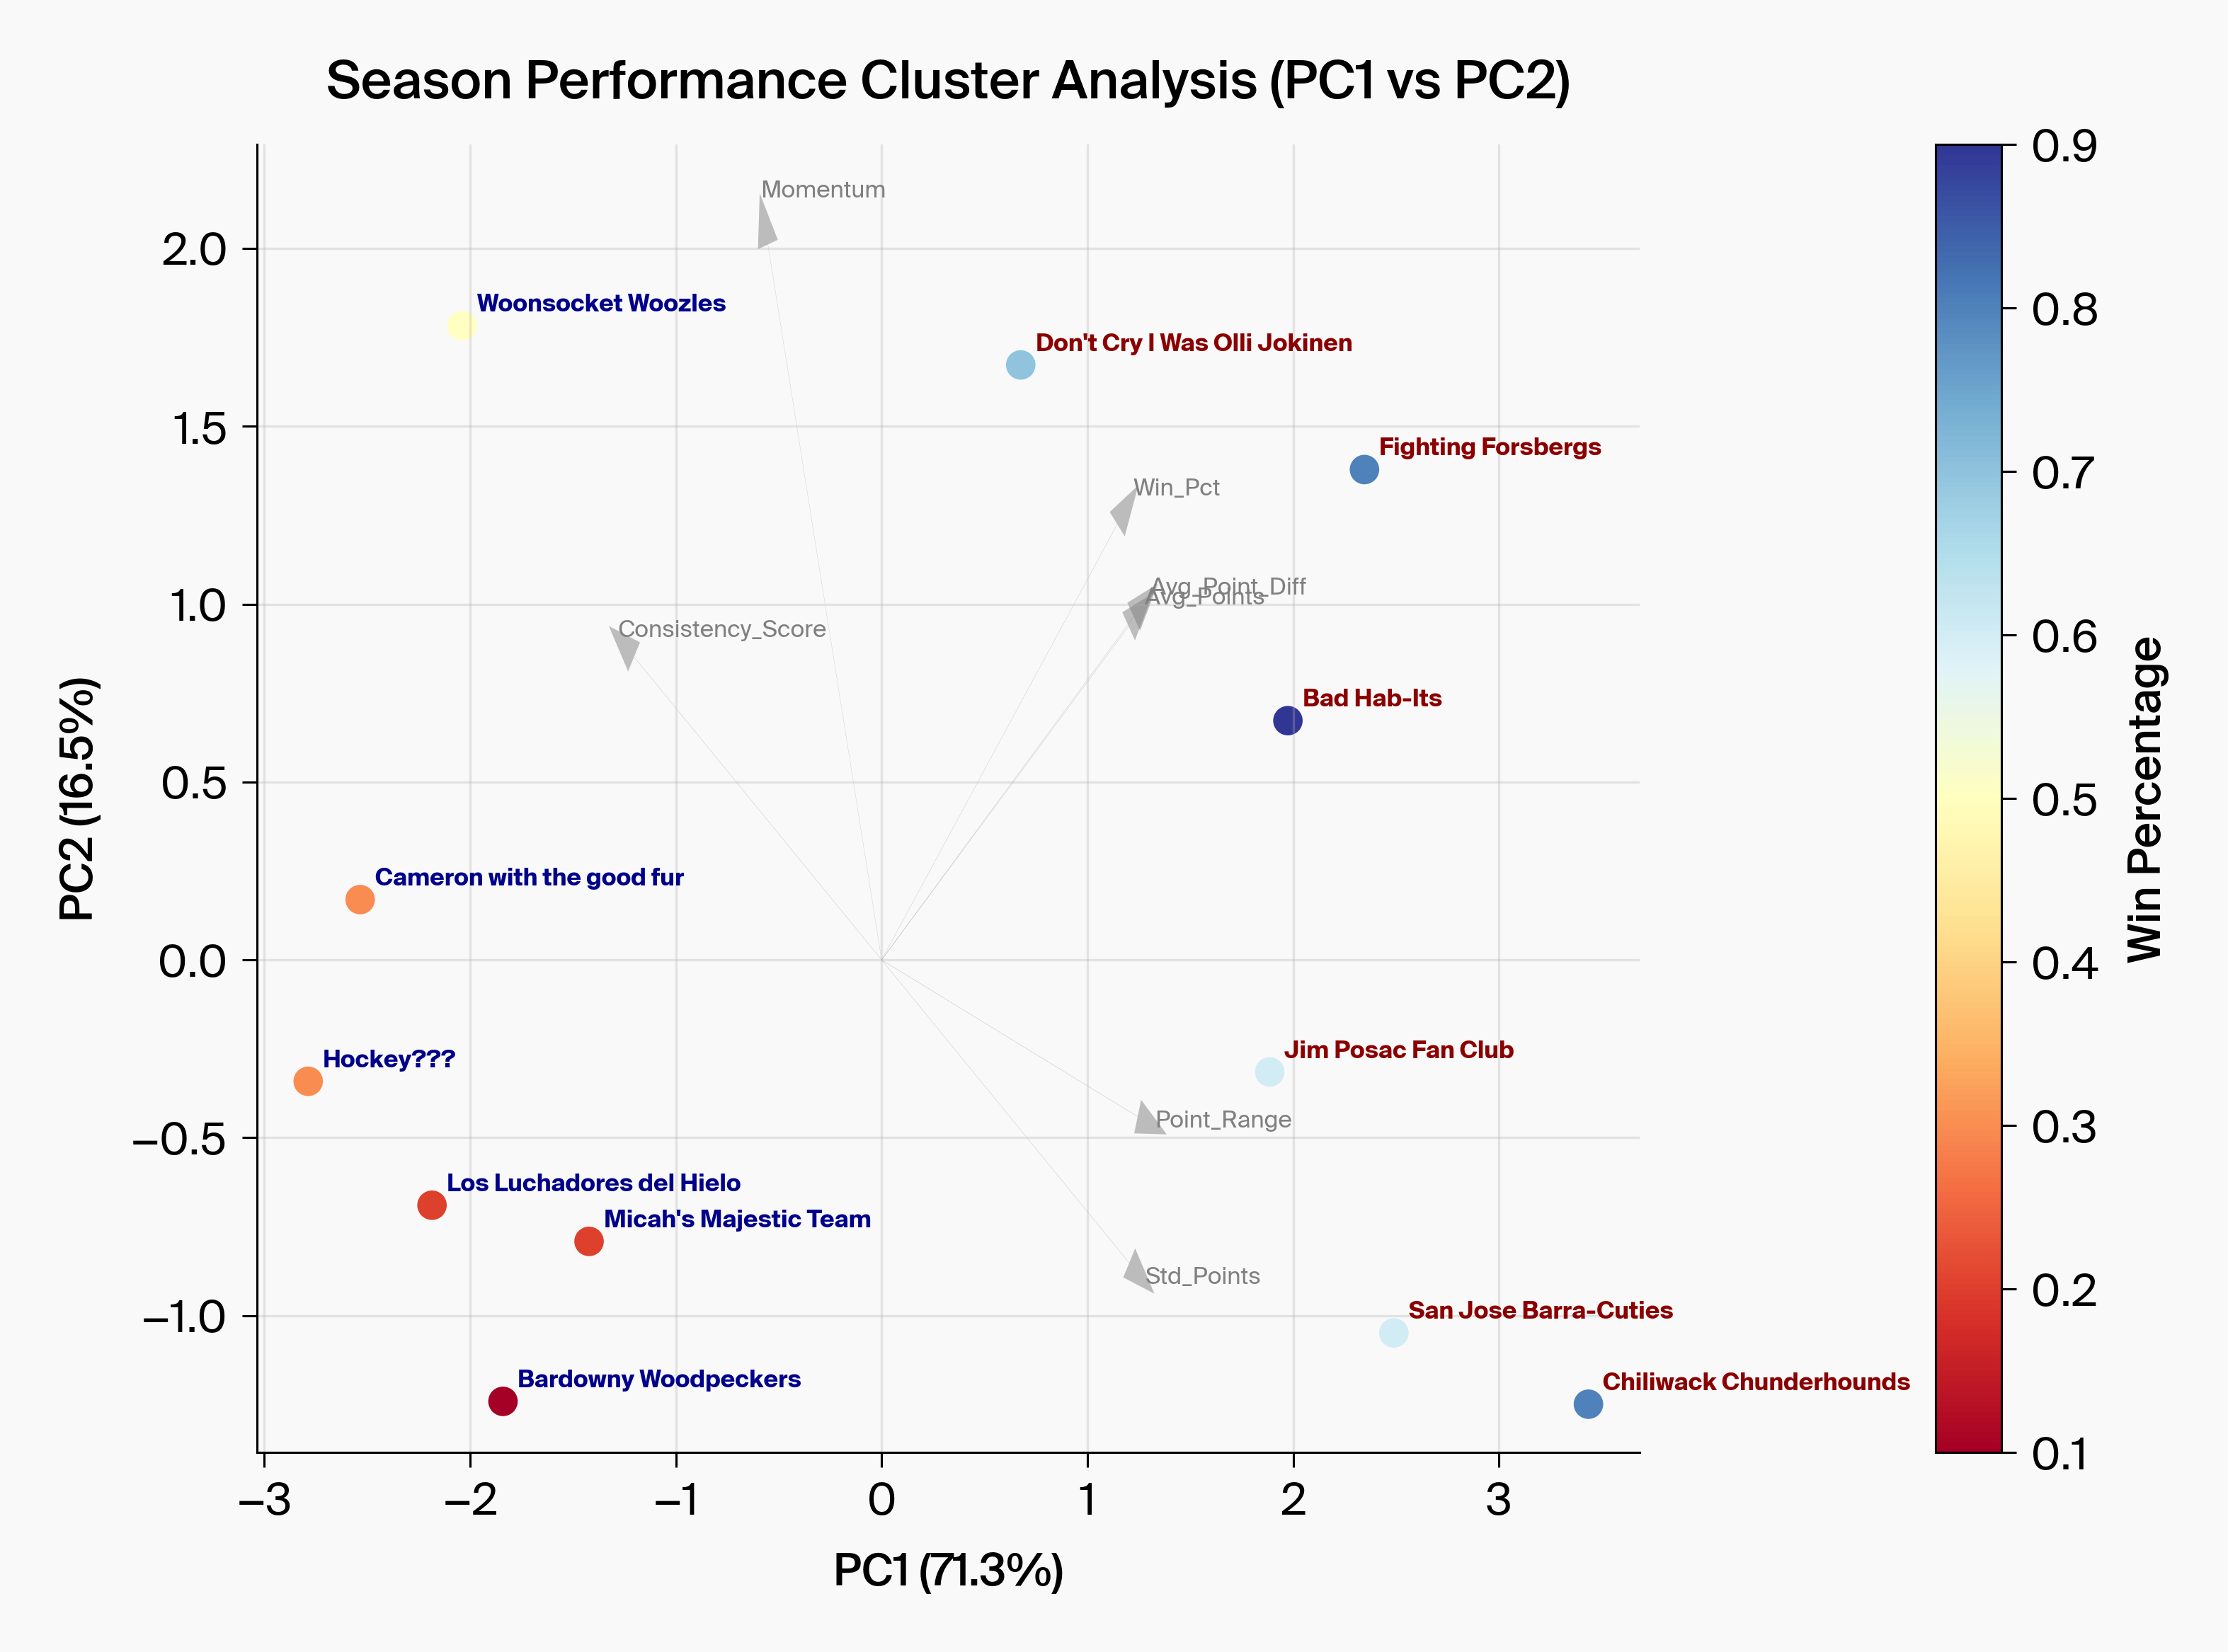 Season Performance Cluster Analysis (PC1 vs PC2)
Momentum
Woonsocket Woozles
Don't Cry I Was Olli Jokinen
Fighting Forsbergs
Win_Pct
Avg_Point_Diff
Avg_Points
Consistency_Score
Bad Hab-Its
Cameron with the good fur
Hockey???
Jim Posac Fan Club
Point_Range
Los Luchadores del Hielo
Micah's Majestic Team
Std_Points
San Jose Barra-Cuties
Bardowny Woodpeckers
Chiliwack Chunderhounds
2.0
1.5
1.0
0.5
0.0
−0.5
−1.0
PC2 (16.5%)
−3
−2
−1
0
1
2
3
PC1 (71.3%)
0.9
0.8
0.7
0.6
0.5
0.4
0.3
0.2
0.1
Win Percentage